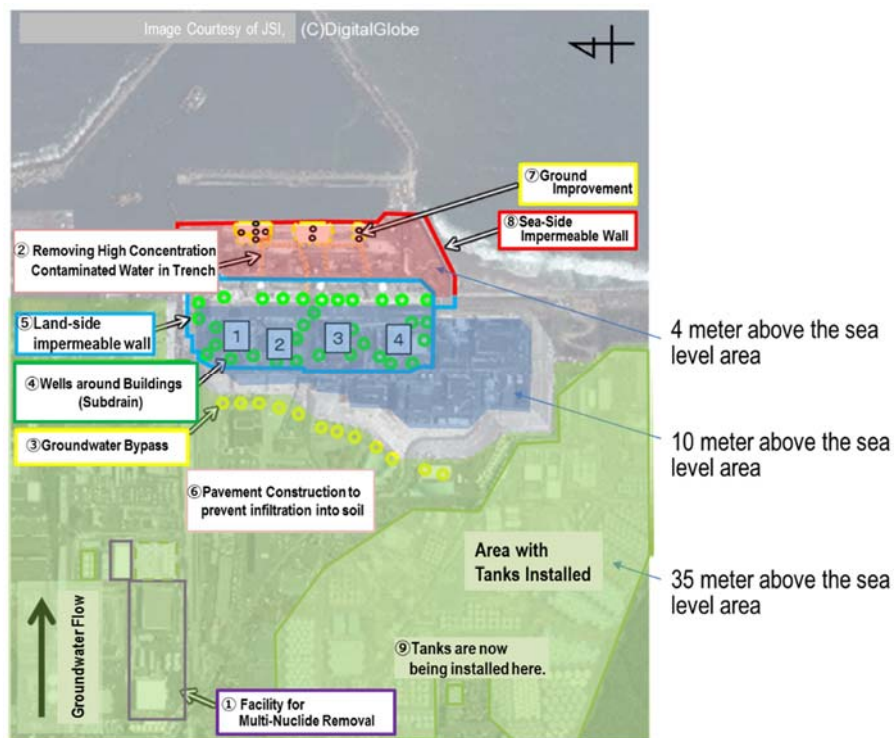 Image Courtesy of JSI, (C)DigitalGlobe
⑦Ground
Improvement
⑧Sea-Side
Impermeable Wall
② Removing High Concentration
Contaminated Water in Trench
⑤Land-side
impermeable wall
1
2
3
4
4 meter above the sea
level area
④Wells around Buildings
(Subdrain)
③Groundwater Bypass
10 meter above the sea
level area
⑥Pavement Construction to
prevent infiltration into soil
Area with
Tanks Installed
35 meter above the sea
level area
Groundwater Flow
⑨Tanks are now
being installed here.
① Facility for
Multi-Nuclide Removal